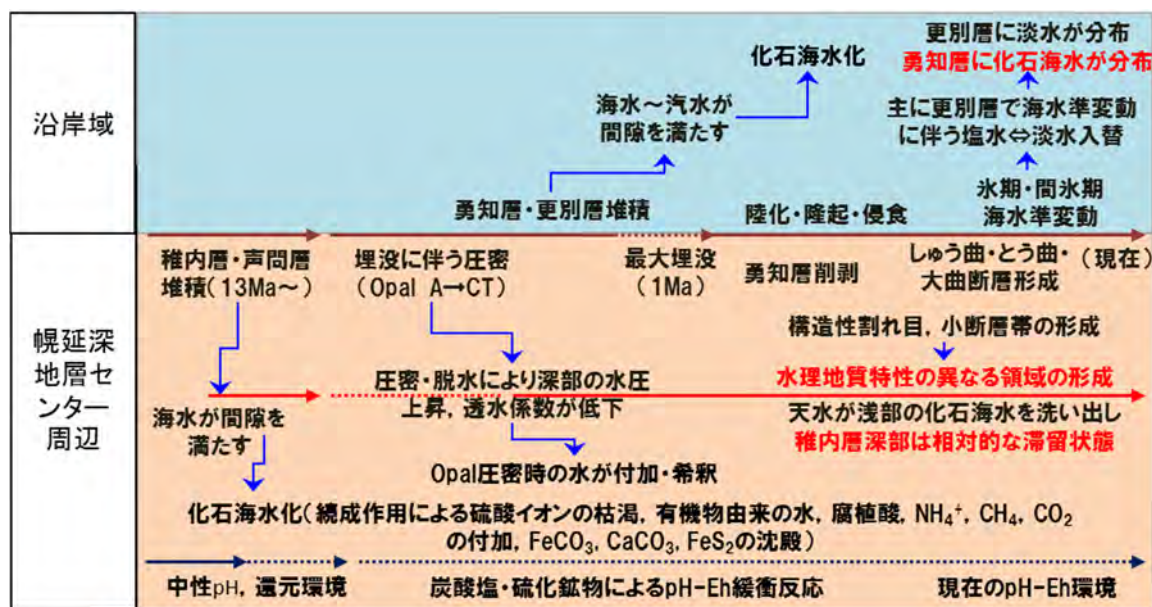 沿岸域
更別層に淡水が分布
勇知層に化石海水が分布
化石海水化
海水～汽水が
間隙を満たす
主に更別層で海水準変動
に伴う塩水⇔淡水入替
氷期・間氷期
海水準変動
勇知層・更別層堆積
陸化・隆起・侵食
幌延深
地層セ
ンター
周辺
稚内層・声問層
堆積(13Ma～)
埋没に伴う圧密
(Opal A→CT)
最大埋没
(1Ma)
勇知層削剥
しゅう曲・とう曲・
大曲断層形成
(現在)
構造性割れ目，小断層帯の形成
圧密・脱水により深部の水圧
上昇，透水係数が低下
水理地質特性の異なる領域の形成
海水が間隙を
満たす
天水が浅部の化石海水を洗い出し
稚内層深部は相対的な滞留状態
Opal圧密時の水が付加・希釈
化石海水化(続成作用による硫酸イオンの枯渇，有機物由来の水，腐植酸，NH₄⁺，CH₄，CO₂
の付加，FeCO₃，CaCO₃，FeS₂の沈殿)
中性pH，還元環境
炭酸塩・硫化鉱物によるpH-Eh緩衝反応
現在のpH-Eh環境